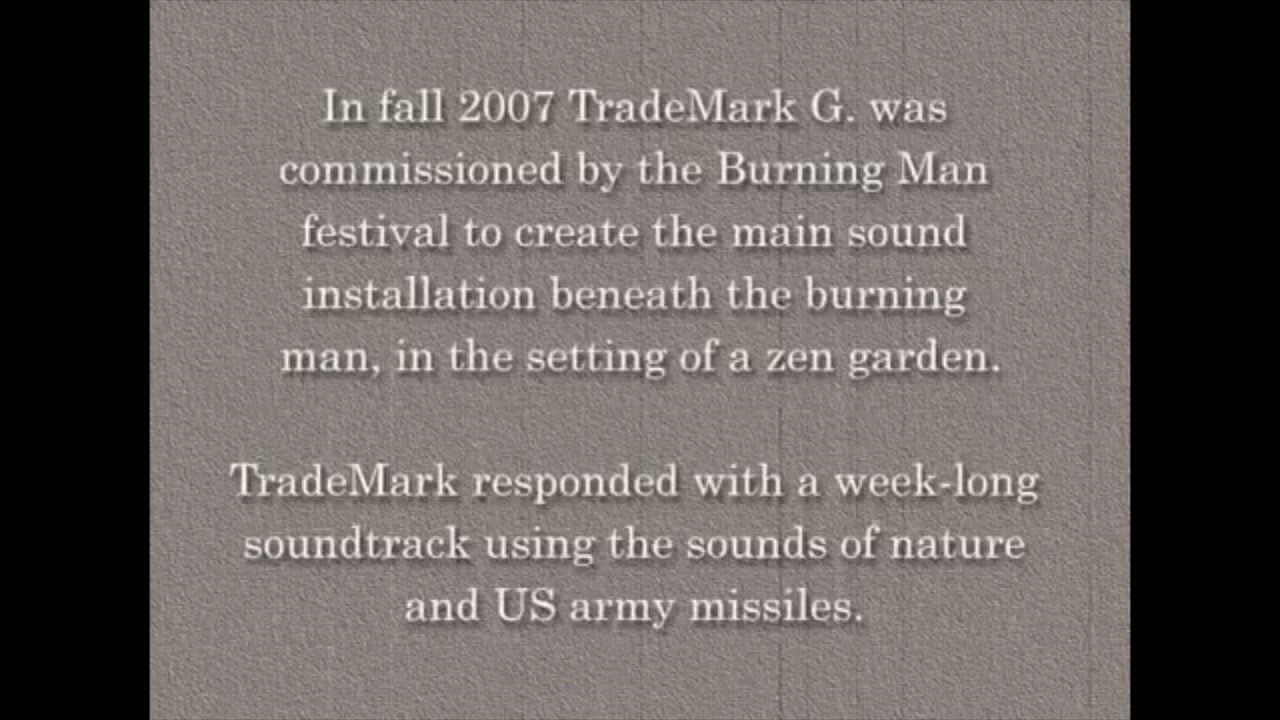 In fall 2007 TradeMark G. was
commissioned by the Burning Man
festival to create the main sound
installation beneath the burning
man, in the setting of a zen garden.
TradeMark responded with a week-long
soundtrack using the sounds of nature
and US army missiles.